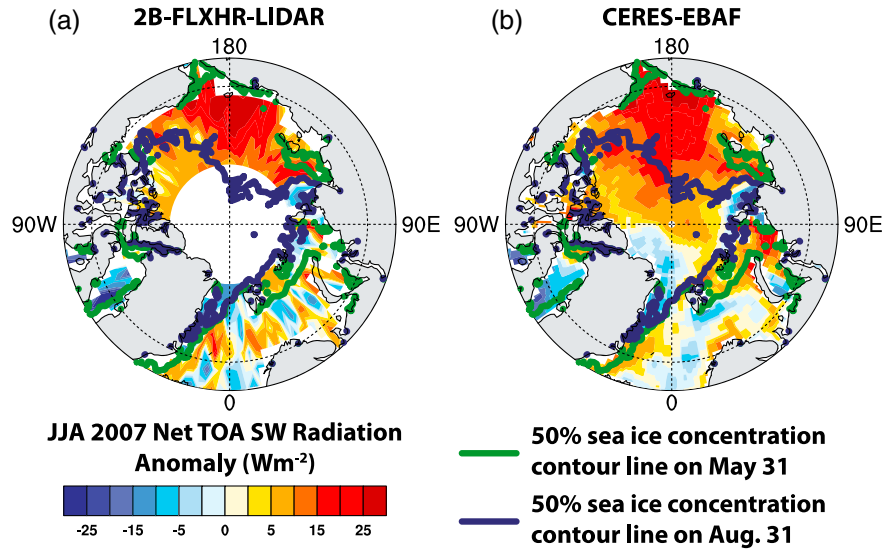 (a) 2B-FLXHR-LIDAR
180
90W 90E
0
(b) CERES-EBAF
180
90W 90E
0
JJA 2007 Net TOA SW Radiation
Anomaly (Wm⁻²)
-25 -15 -5 0 5 15 25
50% sea ice concentration
contour line on May 31
50% sea ice concentration
contour line on Aug. 31